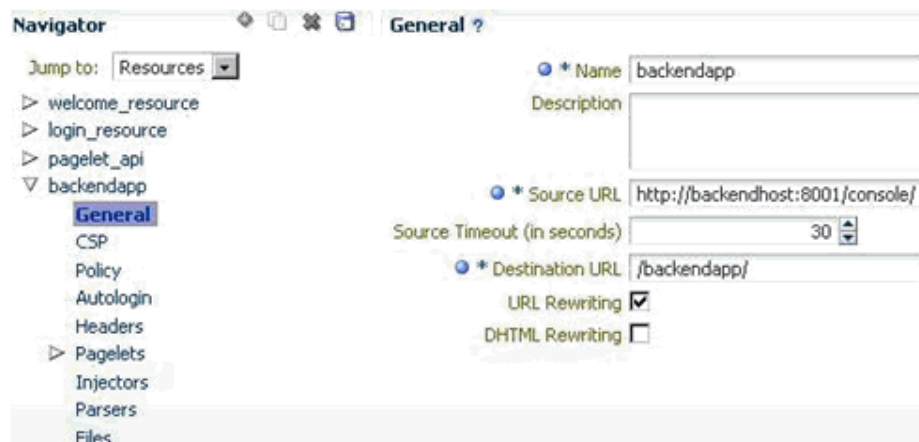 Navigator
Jump to: Resources
welcome_resource
login_resource
pagelet_api
backendapp
General
CSP
Policy
Autologin
Headers
Pagelets
Injectors
Parsers
Files
General ?
* Name backendapp
Description
* Source URL http://backendhost:8001/console/
Source Timeout (in seconds) 30
* Destination URL /backendapp/
URL Rewriting
DHTML Rewriting